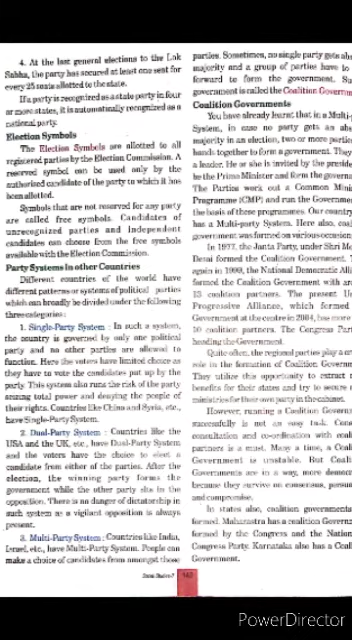 4. At the last general elections to the Lok
Sabha, the party has secured at least one seat for
every 25 seats allotted to the state.
If a party is recognized as a state party in four
or more states, it is automatically recognized as a
national party.
Election Symbols
The Election Symbols are allotted to all
registered parties by the Election Commission. A
reserved symbol can be used only by the
authorised candidate of the party to which it has
been allotted.
Symbols that are not reserved for any party
are called free symbols. Candidates of
unrecognized parties and independent
candidates can choose from the free symbols
available with the Election Commission.
Party Systems in other Countries
Different countries of the world have
different patterns or systems of political parties
which can broadly be divided under the following
three categories :
1. Single-Party System : In such a system,
the country is governed by only one political
party and no other parties are allowed to
function. Here the voters have limited choice as
they have to vote the candidates put up by the
party. This system also runs the risk of the party
seizing total power and denying the people of
their rights. Countries like China and Syria, etc.,
have Single-Party System.
2. Dual-Party System : Countries like the
USA and the UK, etc., have Dual-Party System
and the voters have the choice to elect a
candidate from either of the parties. After the
election, the winning party forms the
government while the other party sits in the
opposition. There is no danger of dictatorship in
such system as a vigilant opposition is always
present.
3. Multi-Party System : Countries like India,
Israel, etc., have Multi-Party System. People can
make a choice of candidates from amongst those
parties. Sometimes, no single party gets abs
majority and a group of parties have to
forward to form the government. Su
government is called the Coalition Governm
Coalition Governments
You have already learnt that in a Multi-p
System, in case no party gets an abs
majority in an election, two or more parties
hands together to form a government. They
a leader. He or she is invited by the preside
be the Prime Minister and form the governm
The Parties work out a Common Mini
Programme (CMP) and run the Governmen
the basis of these programmes. Our country
has a Multi-party System. Here also, coali
government was formed on various occasion
In 1977, the Janta Party, under Shri Mo
Desai formed the Coalition Government. T
again in 1999, the National Democratic Alli
formed the Coalition Government with aro
13 coalition partners. The present Un
Progressive Alliance, which formed
Government at the centre in 2004, has more
10 coalition partners. The Congress Part
heading the Government.
Quite often, the regional parties play a cr
role in the formation of Coalition Governm
They utilize this opportunity to extract
benefits for their states and try to secure
ministries for their own party in the cabinet.
However, running a Coalition Governm
successfully is not an easy task. Cons
consultation and co-ordination with coali
partners is a must. Many a time, a Coali
Government is unstable. But Coali
Governments are in a way, more democr
because they survive on consensus, persua
and compromise.
In states also, coalition governments
formed. Maharastra has a coalition Governm
formed by the Congress and the Nation
Congress Party. Karnataka also has a Coali
Government.
PowerDirector